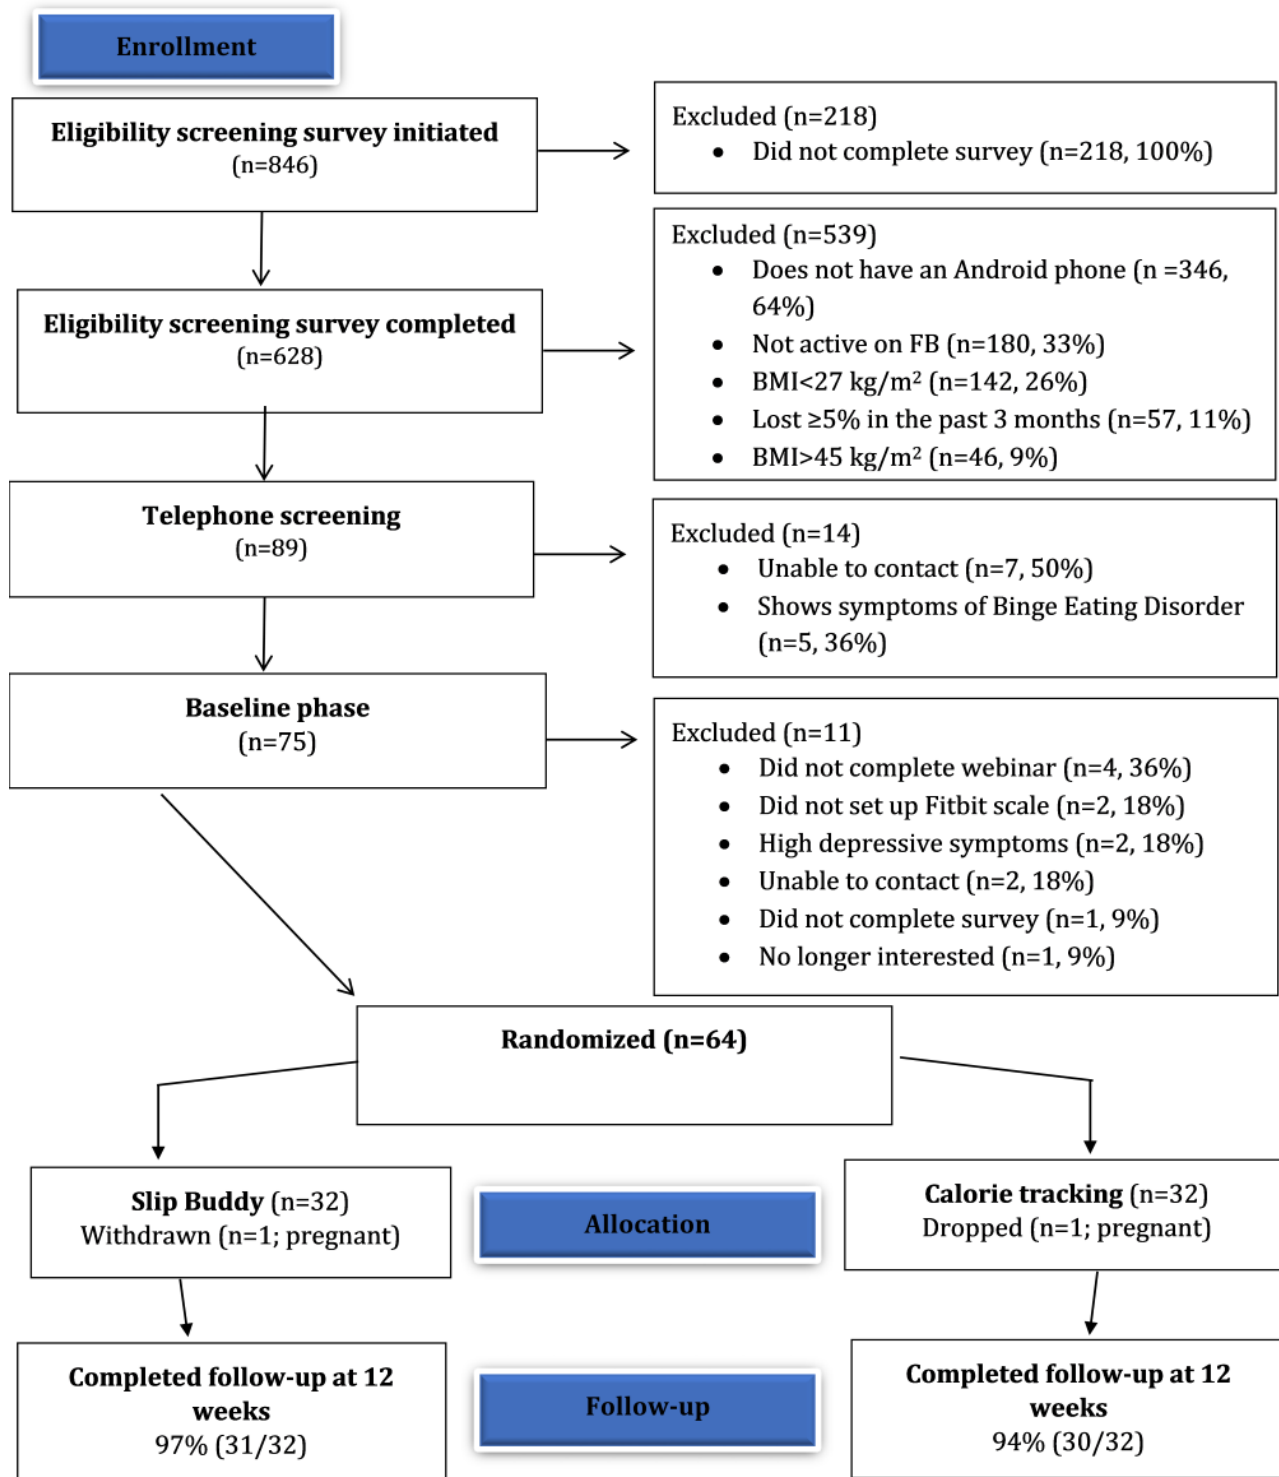 Enrollment
Eligibility screening survey initiated
(n=846)
Excluded (n=218)
• Did not complete survey (n=218, 100%)
Eligibility screening survey completed
(n=628)
Excluded (n=539)
• Does not have an Android phone (n =346,
64%)
• Not active on FB (n=180, 33%)
• BMI<27 kg/m² (n=142, 26%)
• Lost ≥5% in the past 3 months (n=57, 11%)
• BMI>45 kg/m² (n=46, 9%)
Telephone screening
(n=89)
Excluded (n=14)
• Unable to contact (n=7, 50%)
• Shows symptoms of Binge Eating Disorder
(n=5, 36%)
Baseline phase
(n=75)
Excluded (n=11)
• Did not complete webinar (n=4, 36%)
• Did not set up Fitbit scale (n=2, 18%)
• High depressive symptoms (n=2, 18%)
• Unable to contact (n=2, 18%)
• Did not complete survey (n=1, 9%)
• No longer interested (n=1, 9%)
Randomized (n=64)
Slip Buddy (n=32)
Withdrawn (n=1; pregnant)
Allocation
Calorie tracking (n=32)
Dropped (n=1; pregnant)
Completed follow-up at 12
weeks
97% (31/32)
Follow-up
Completed follow-up at 12
weeks
94% (30/32)